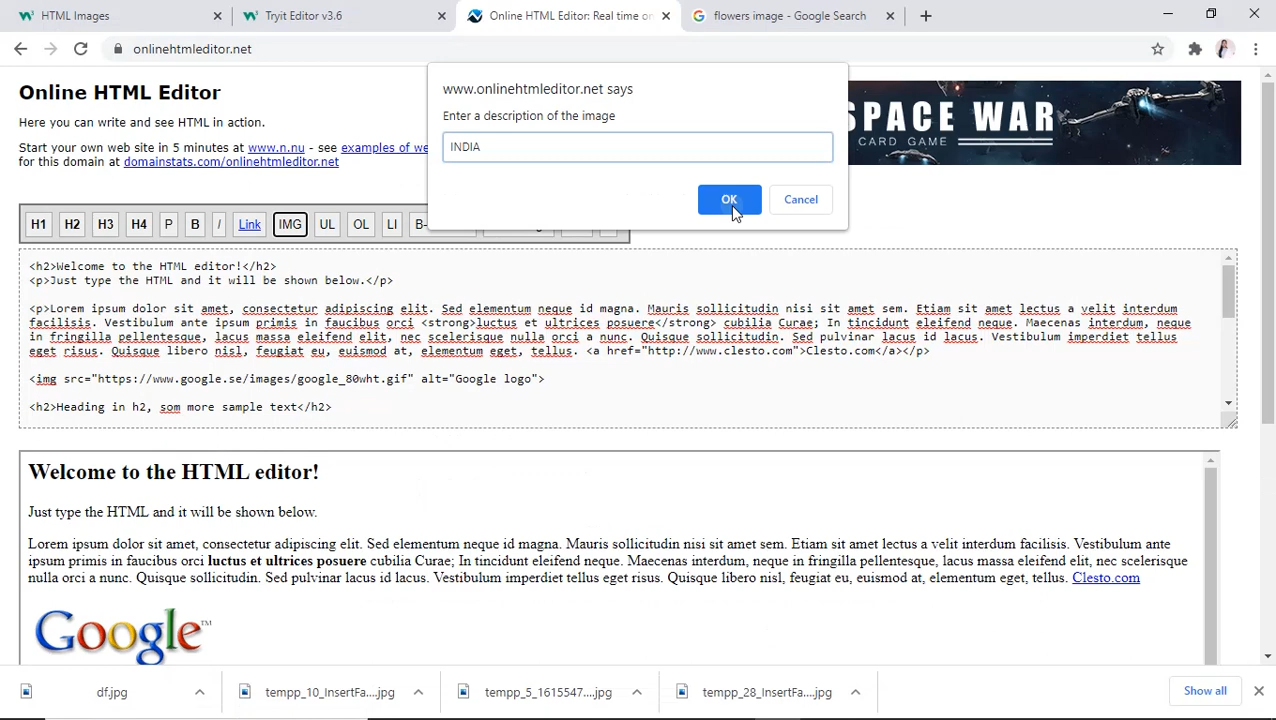 HTML Images
Tryit Editor v3.6
Online HTML Editor: Real time on
flowers image - Google Search
onlinehtmleditor.net
www.onlinehtmleditor.net says
Enter a description of the image
INDIA
OK
Cancel
Online HTML Editor
Here you can write and see HTML in action.
Start your own web site in 5 minutes at www.n.nu - see examples of we
for this domain at domainstats.com/onlinehtmleditor.net
SPACE WAR
CARD GAME
H1 H2 H3 H4 P B I Link IMG UL OL LI
<h2>Welcome to the HTML editor!</h2>
<p>Just type the HTML and it will be shown below.</p>
<p>Lorem ipsum dolor sit amet, consectetur adipiscing elit. Sed elementum neque id magna. Mauris sollicitudin nisi sit amet sem. Etiam sit amet lectus a velit interdum
facilisis. Vestibulum ante ipsum primis in faucibus orci <strong>luctus et ultrices posuere</strong> cubilia Curae; In tincidunt eleifend neque. Maecenas interdum, neque
in fringilla pellentesque, lacus massa eleifend elit, nec scelerisque nulla orci a nunc. Quisque sollicitudin. Sed pulvinar lacus id lacus. Vestibulum imperdiet tellus
eget risus. Quisque libero nisl, feugiat eu, euismod at, elementum eget, tellus. <a href="http://www.clesto.com">Clesto.com</a></p>
<img src="https://www.google.se/images/google_80wht.gif" alt="Google logo">
<h2>Heading in h2, som more sample text</h2>
Welcome to the HTML editor!
Just type the HTML and it will be shown below.
Lorem ipsum dolor sit amet, consectetur adipiscing elit. Sed elementum neque id magna. Mauris sollicitudin nisi sit amet sem. Etiam sit amet lectus a velit interdum facilisis. Vestibulum ante
ipsum primis in faucibus orci luctus et ultrices posuere cubilia Curae; In tincidunt eleifend neque. Maecenas interdum, neque in fringilla pellentesque, lacus massa eleifend elit, nec scelerisque
nulla orci a nunc. Quisque sollicitudin. Sed pulvinar lacus id lacus. Vestibulum imperdiet tellus eget risus. Quisque libero nisl, feugiat eu, euismod at, elementum eget, tellus. Clesto.com
Google™
df.jpg
tempp_10_InsertFa....jpg
tempp_5_1615547....jpg
tempp_28_InsertFa....jpg
Show all